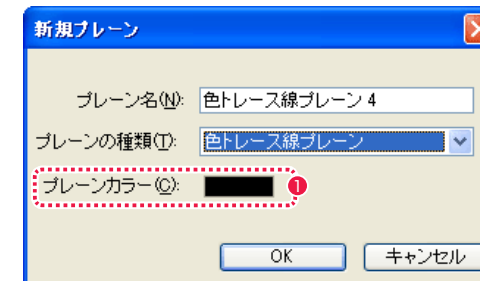 新規プレーン
プレーン名(N): 色トレース線プレーン 4
プレーンの種類(T): 色トレース線プレーン
プレーンカラー(C): 1
OK キャンセル